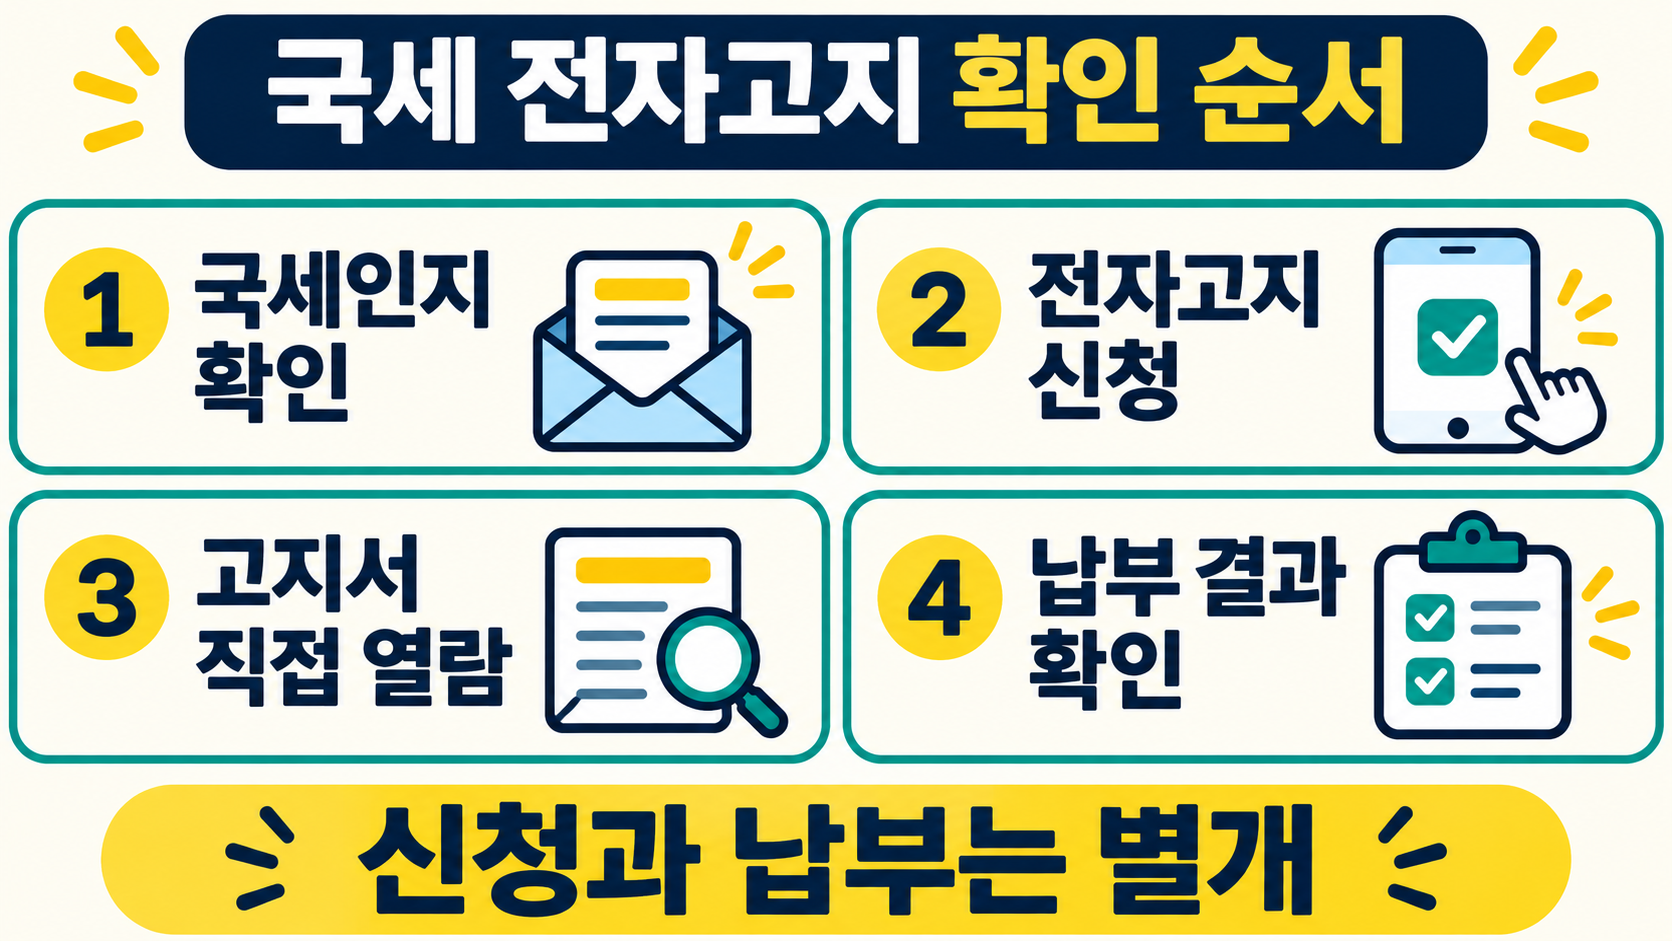 국세 전자고지 확인 순서
1
국세인지
확인
2
전자고지
신청
3
고지서
직접 열람
4
납부 결과
확인
신청과 납부는 별개